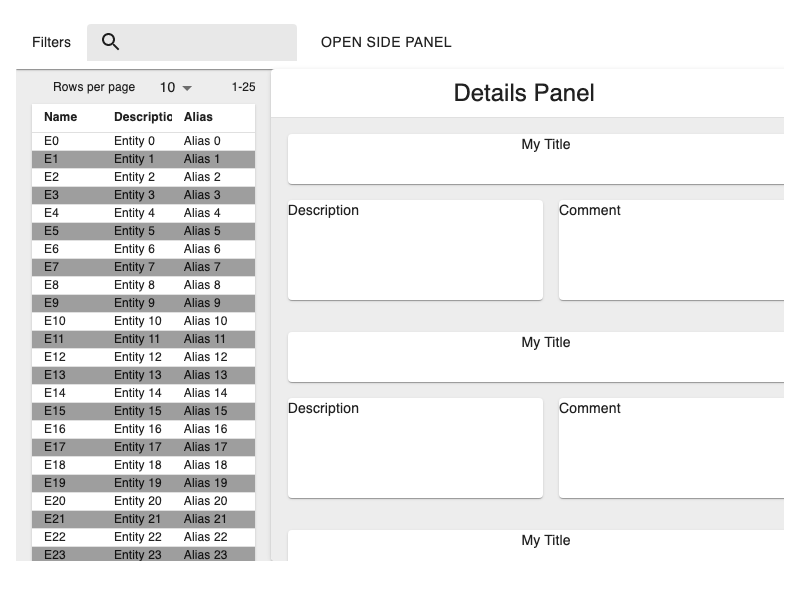 Filters
OPEN SIDE PANEL
Rows per page 10 1-25
Name Descriptic Alias
E0 Entity 0 Alias 0
E1 Entity 1 Alias 1
E2 Entity 2 Alias 2
E3 Entity 3 Alias 3
E4 Entity 4 Alias 4
E5 Entity 5 Alias 5
E6 Entity 6 Alias 6
E7 Entity 7 Alias 7
E8 Entity 8 Alias 8
E9 Entity 9 Alias 9
E10 Entity 10 Alias 10
E11 Entity 11 Alias 11
E12 Entity 12 Alias 12
E13 Entity 13 Alias 13
E14 Entity 14 Alias 14
E15 Entity 15 Alias 15
E16 Entity 16 Alias 16
E17 Entity 17 Alias 17
E18 Entity 18 Alias 18
E19 Entity 19 Alias 19
E20 Entity 20 Alias 20
E21 Entity 21 Alias 21
E22 Entity 22 Alias 22
E23 Entity 23 Alias 23
Details Panel
My Title
Description
Comment
My Title
Description
Comment
My Title